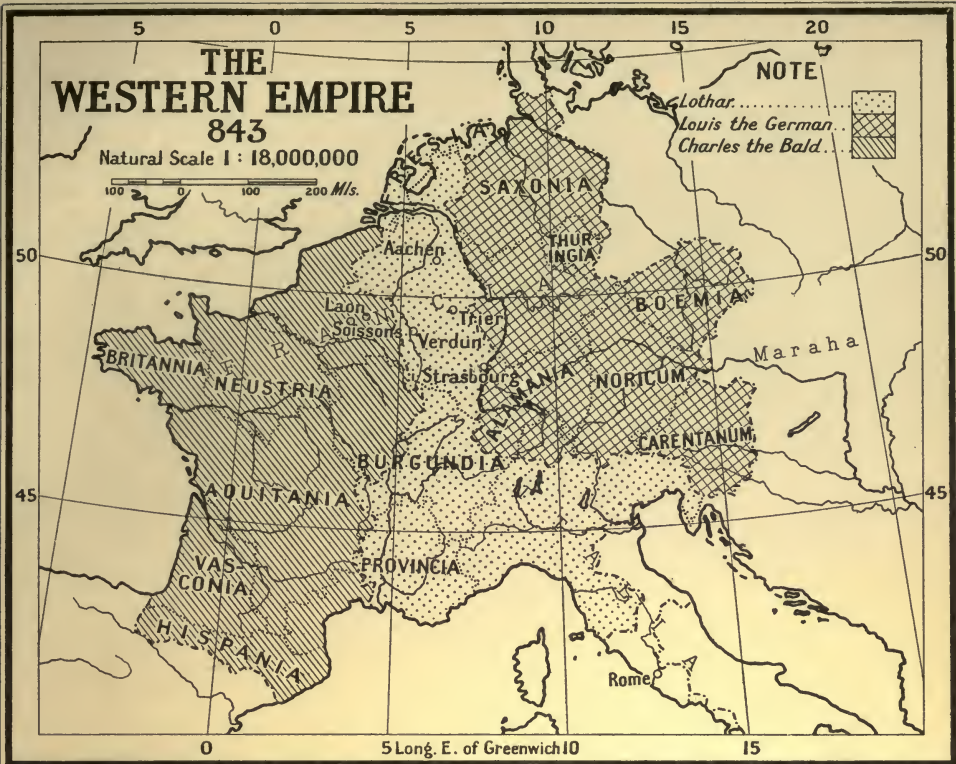 5 0 5 10 15 20
THE
WESTERN EMPIRE
843
Natural Scale 1 : 18,000,000
100 0 100 200 Mls.
NOTE
Lothar
Louis the German
Charles the Bald
50 50
45 45
FRESIA
SAXONIA
THUR
INGIA
Aachen
BOEMIA
Laon
Soissons
Trier
Verdun
Maraha
BRITANNIA
NEUSTRIA
Strasbourg
ALAMANIA
NORICUM
CARENTANUM
BURGUNDIA
AQUITANIA
VAS-
CONIA
PROVINCIA
HISPANIA
Rome
0 5 Long. E. of Greenwich 10 15